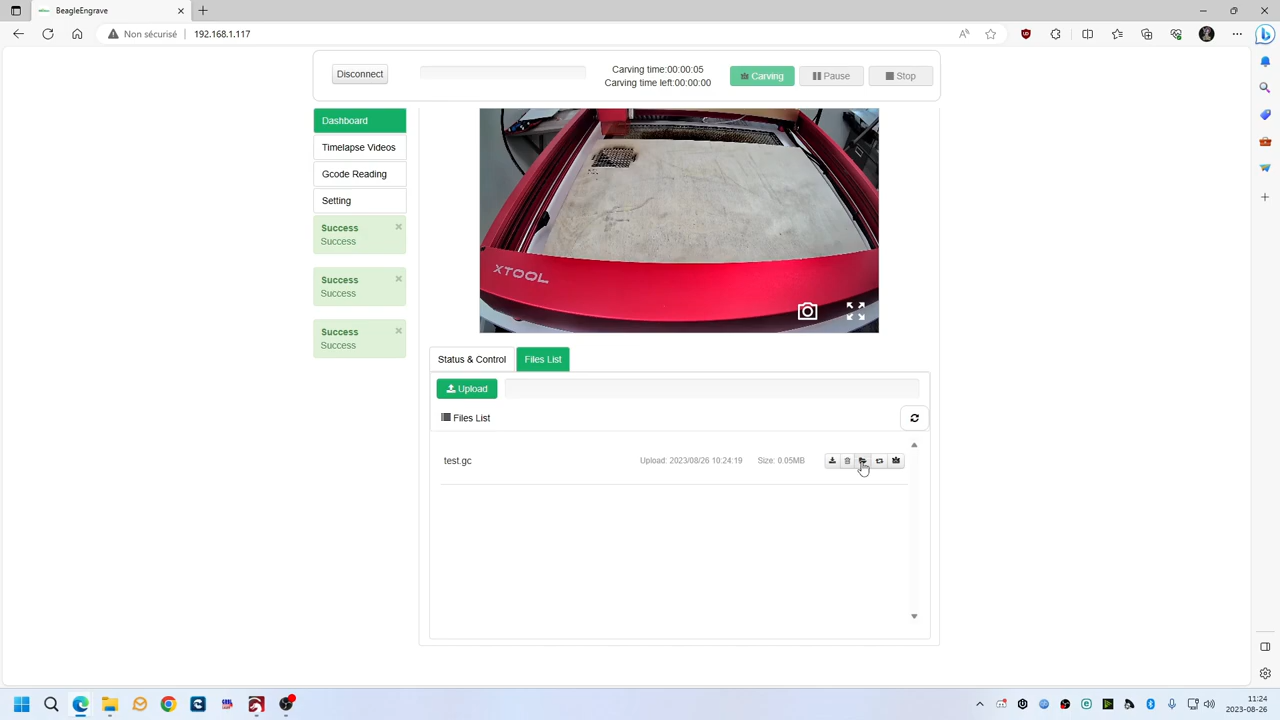 BeagleEngrave
Non sécurisé
192.168.1.117
Disconnect
Carving time:00:00:05
Carving time left:00:00:00
Carving
Pause
Stop
Dashboard
Timelapse Videos
Gcode Reading
Setting
Success
Success
Success
Success
Success
Success
XTOOL
Status & Control
Files List
Upload
Files List
test.gc
Upload: 2023/08/26 10:24:19
Size: 0.05MB
11:24
2023-08-26